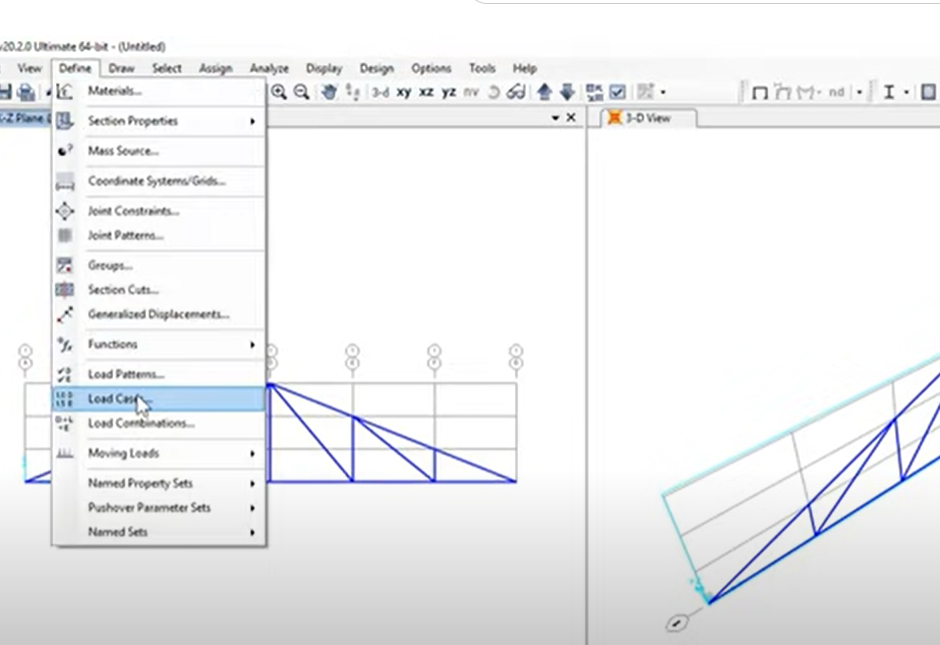 v20.2.0 Ultimate 64-bit - (Untitled)
View Define Draw Select Assign Analyze Display Design Options Tools Help
3-d xy xz yz nv nd
-Z Plane
3-D View
Materials...
Section Properties
Mass Source...
Coordinate Systems/Grids...
Joint Constraints...
Joint Patterns...
Groups...
Section Cuts...
Generalized Displacements...
Functions
Load Patterns...
Load Cas...
Load Combinations...
Moving Loads
Named Property Sets
Pushover Parameter Sets
Named Sets